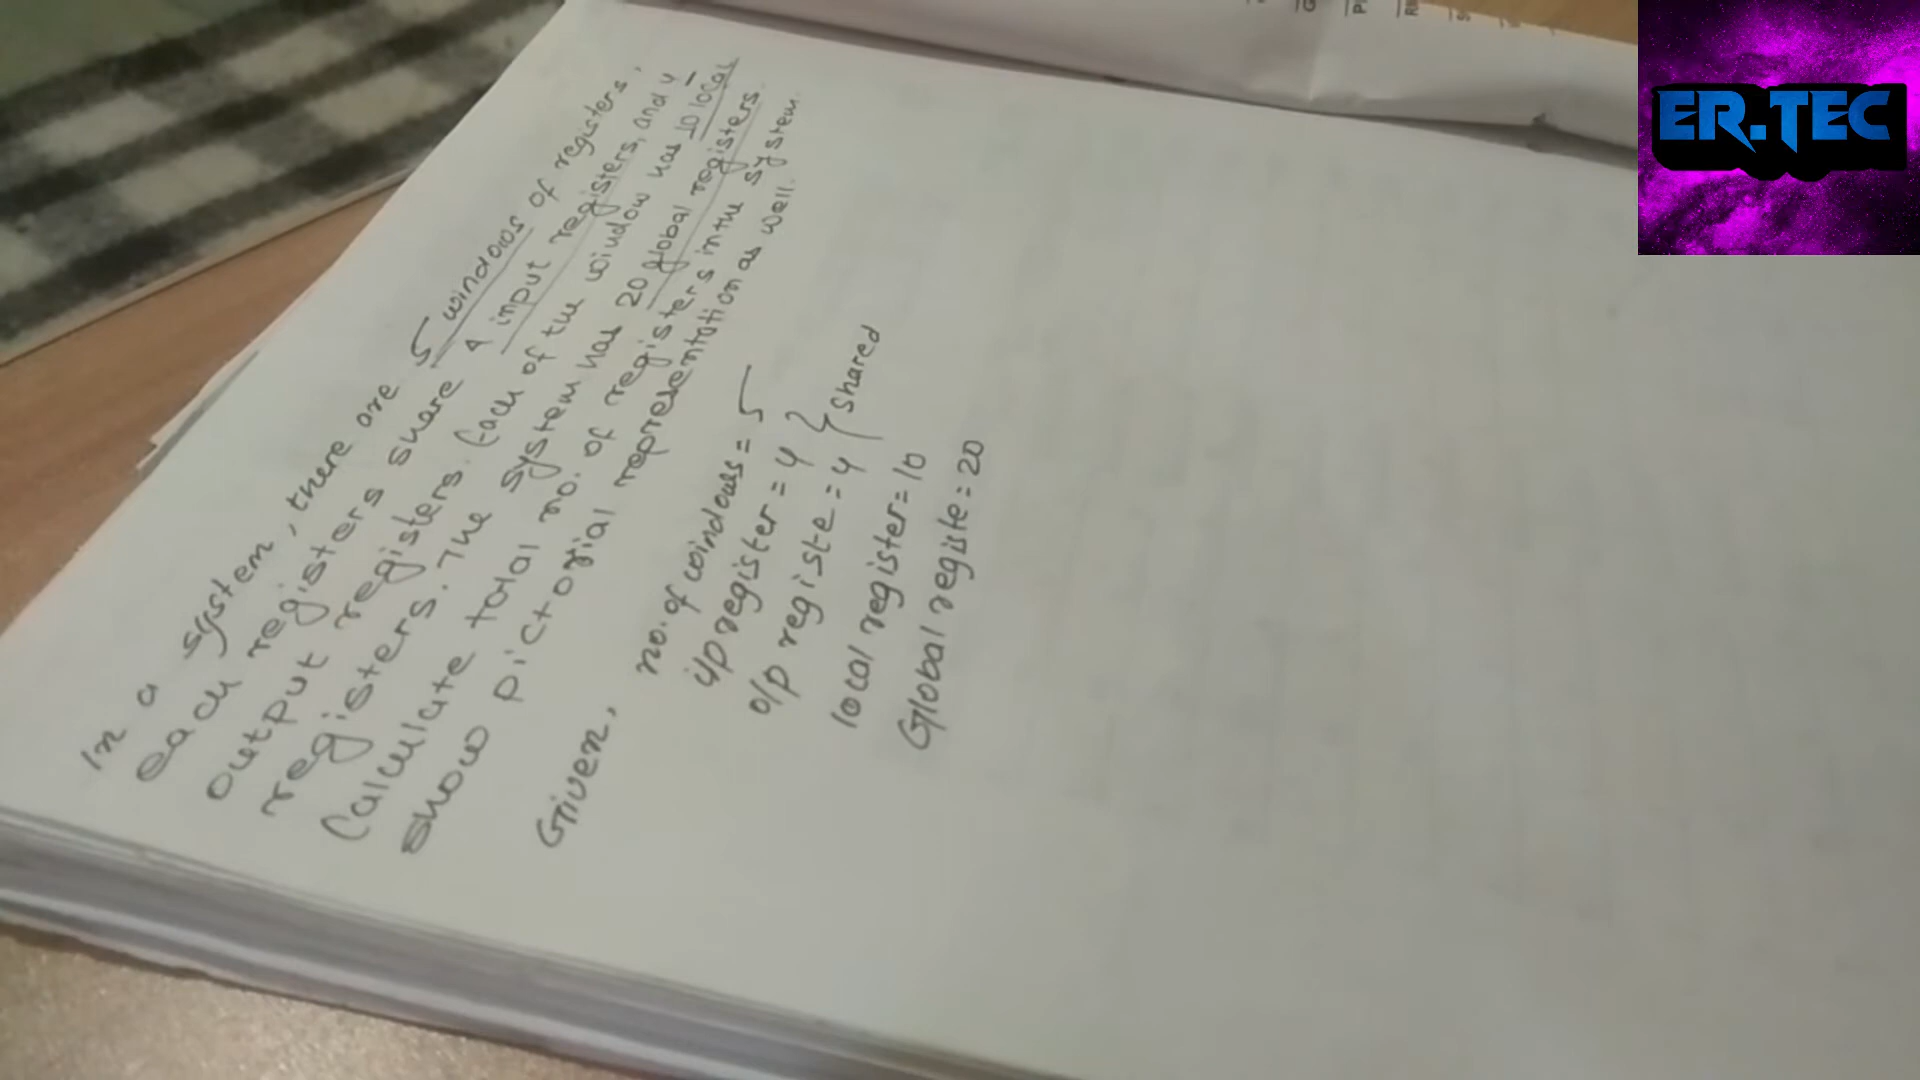 In a system, there are 5 windows of registers,
each registers share 4 input registers, and 4
output registers. Each of the window has 10 local
registers. The system has 20 global registers.
Calculate total no. of registers in the system.
show pictorial representation as well.
Given,
no. of windows = 5
i/p register = 4
o/p registe = 4
} shared
local register = 10
Global registe = 20
ER.TEC